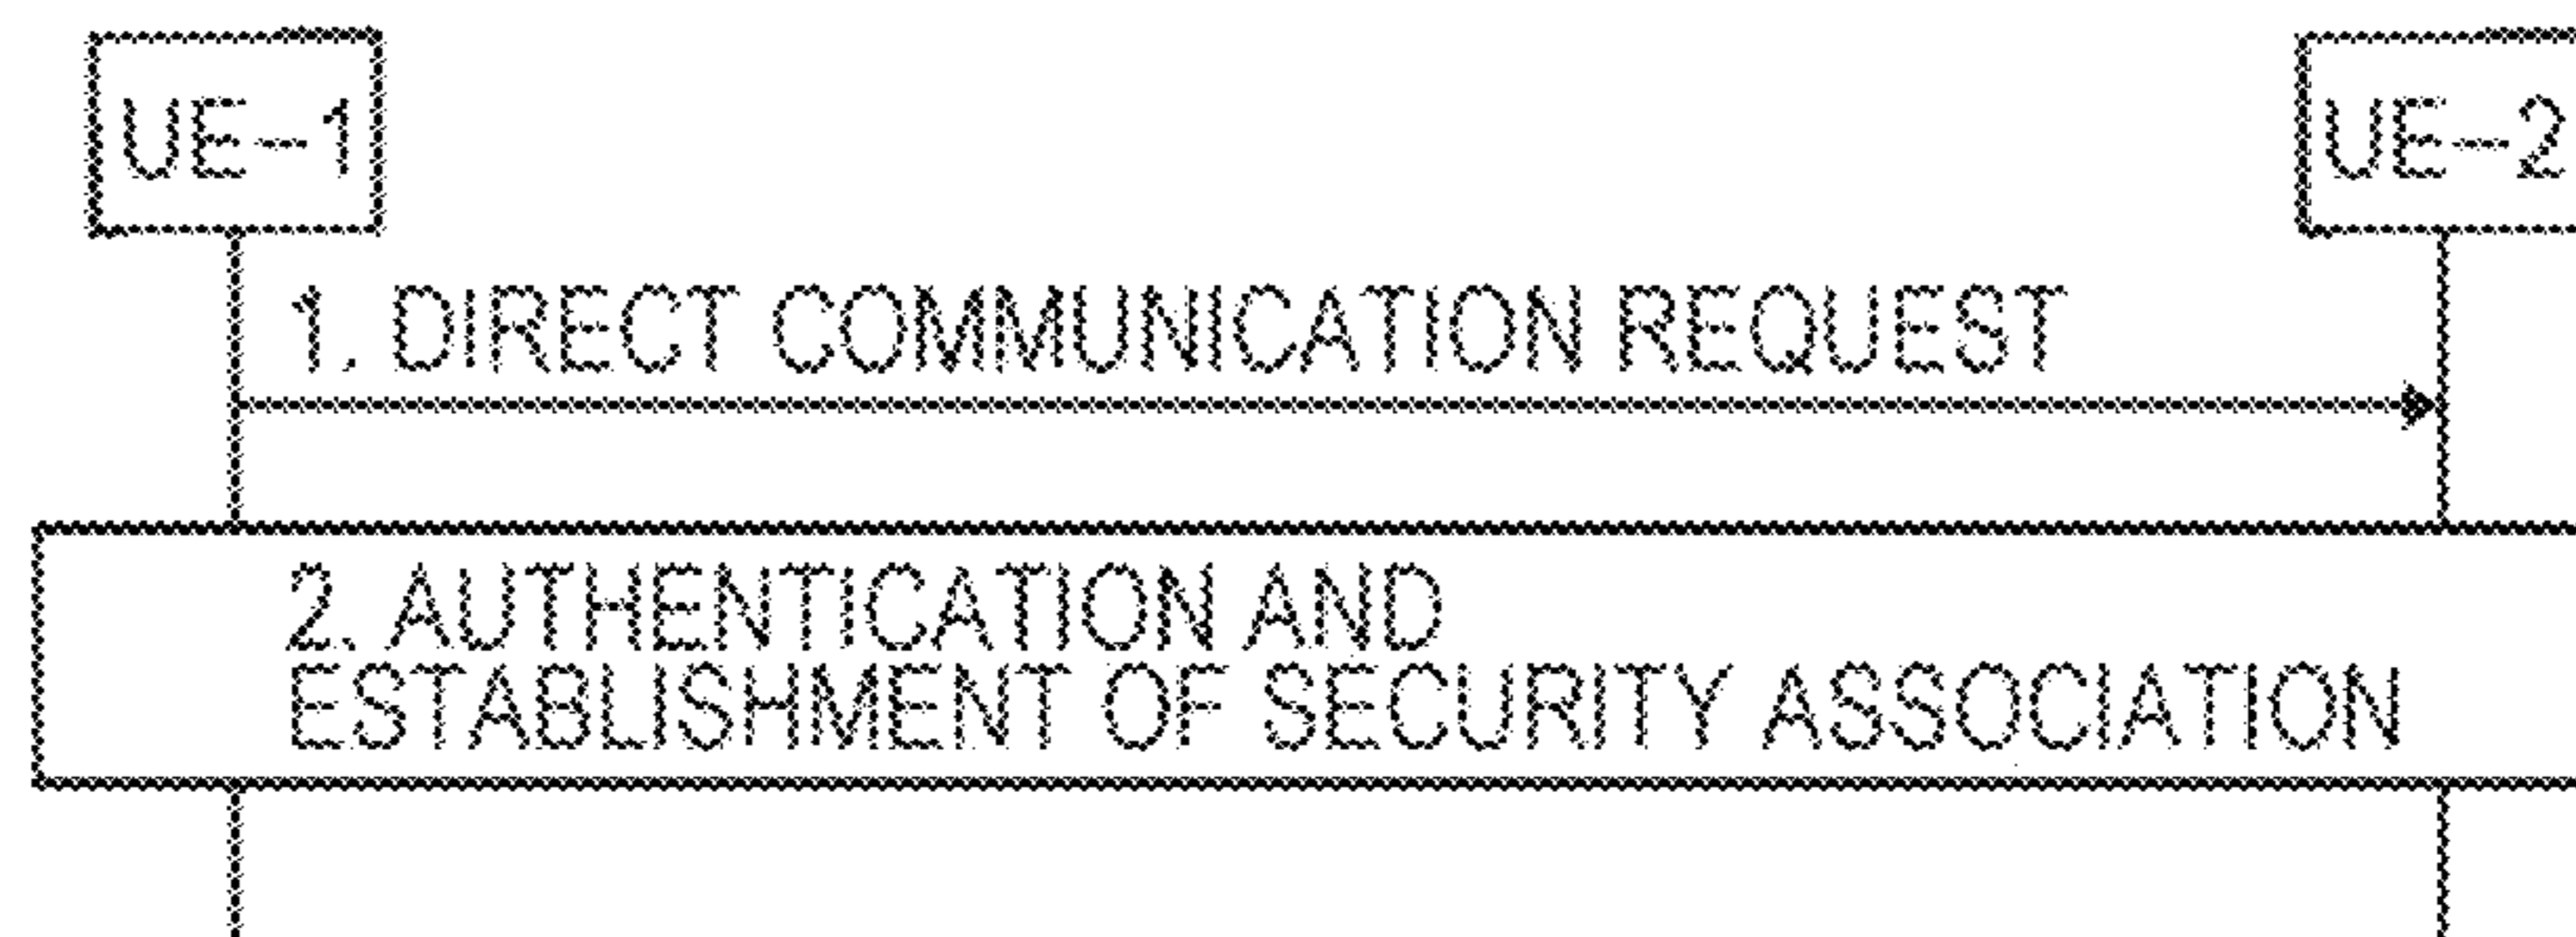 UE-1
UE-2
1. DIRECT COMMUNICATION REQUEST
2. AUTHENTICATION AND
ESTABLISHMENT OF SECURITY ASSOCIATION